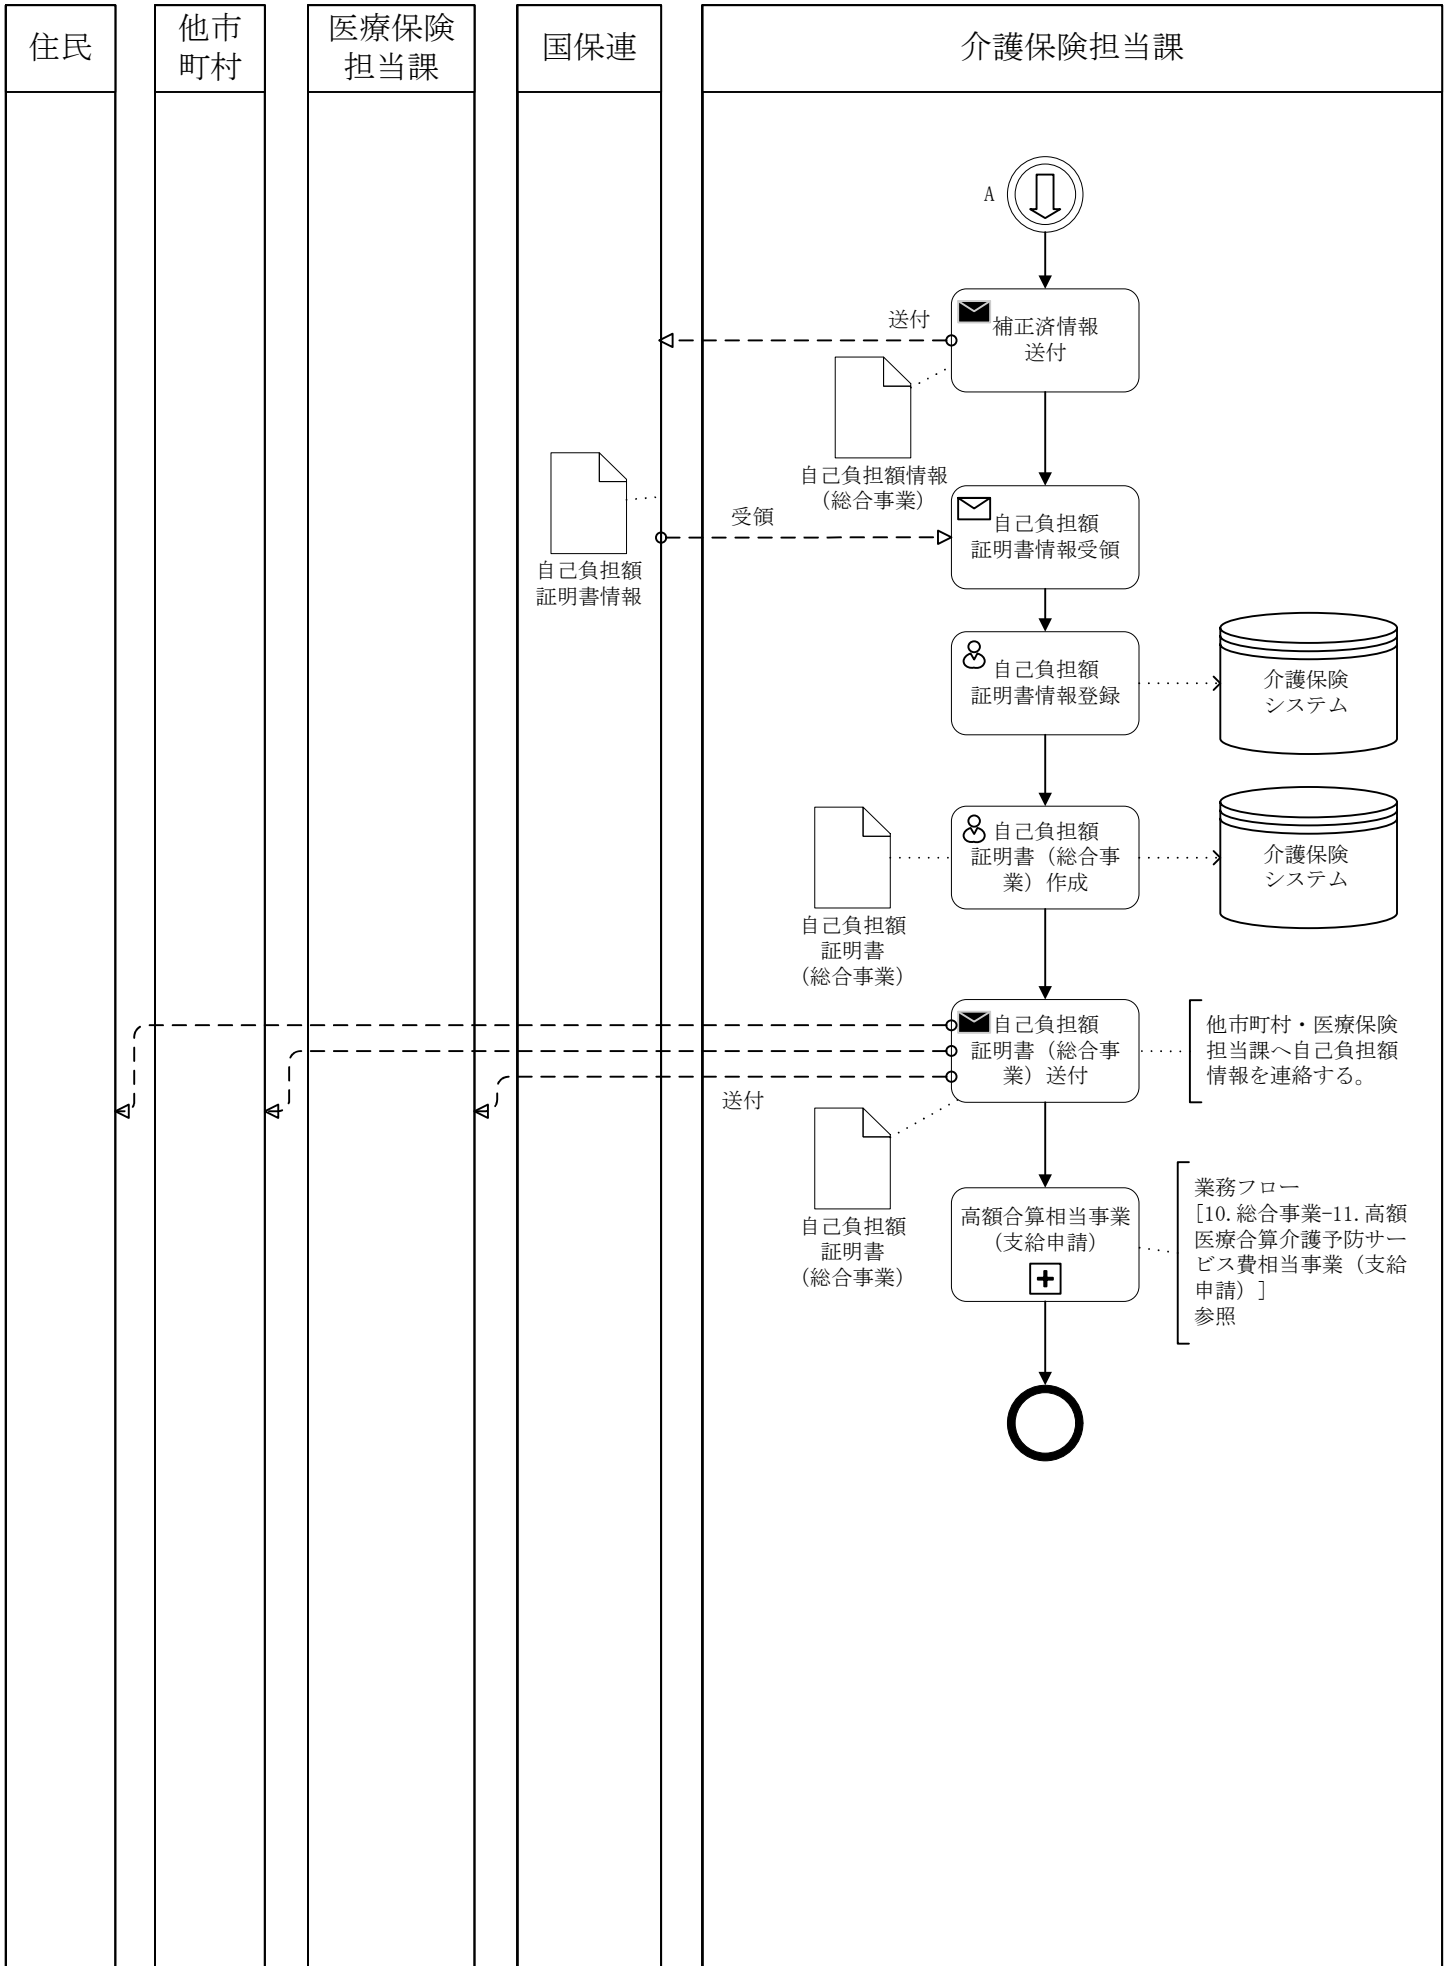 住民
他市
町村
医療保険
担当課
国保連
介護保険担当課
A
送付
補正済情報
送付
自己負担額情報
（総合事業）
自己負担額
証明書情報
受領
自己負担額
証明書情報受領
自己負担額
証明書情報登録
介護保険
システム
自己負担額
証明書（総合事
業）作成
介護保険
システム
自己負担額
証明書
（総合事業）
自己負担額
証明書（総合事
業）送付
他市町村・医療保険
担当課へ自己負担額
情報を連絡する。
送付
自己負担額
証明書
（総合事業）
高額合算相当事業
（支給申請）
業務フロー
[10.総合事業-11.高額
医療合算介護予防サー
ビス費相当事業（支給
申請）]
参照